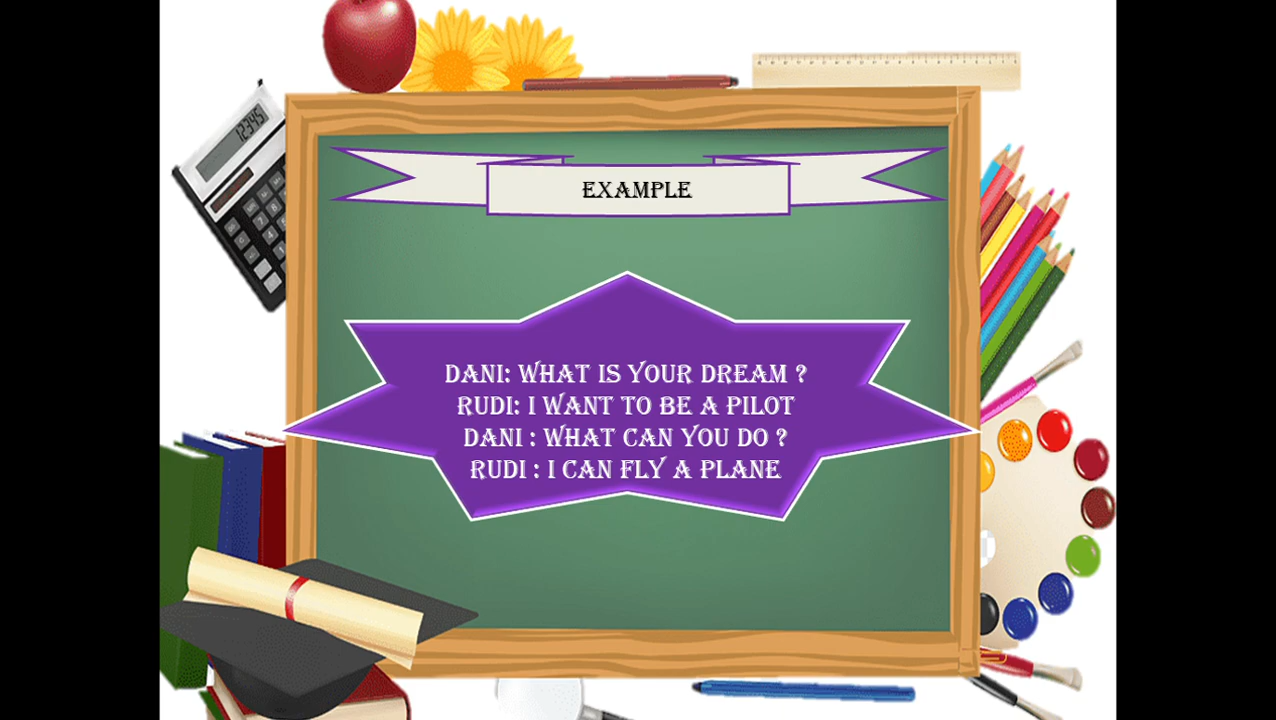 12345
EXAMPLE
DANI: WHAT IS YOUR DREAM ?
RUDI: I WANT TO BE A PILOT
DANI : WHAT CAN YOU DO ?
RUDI : I CAN FLY A PLANE